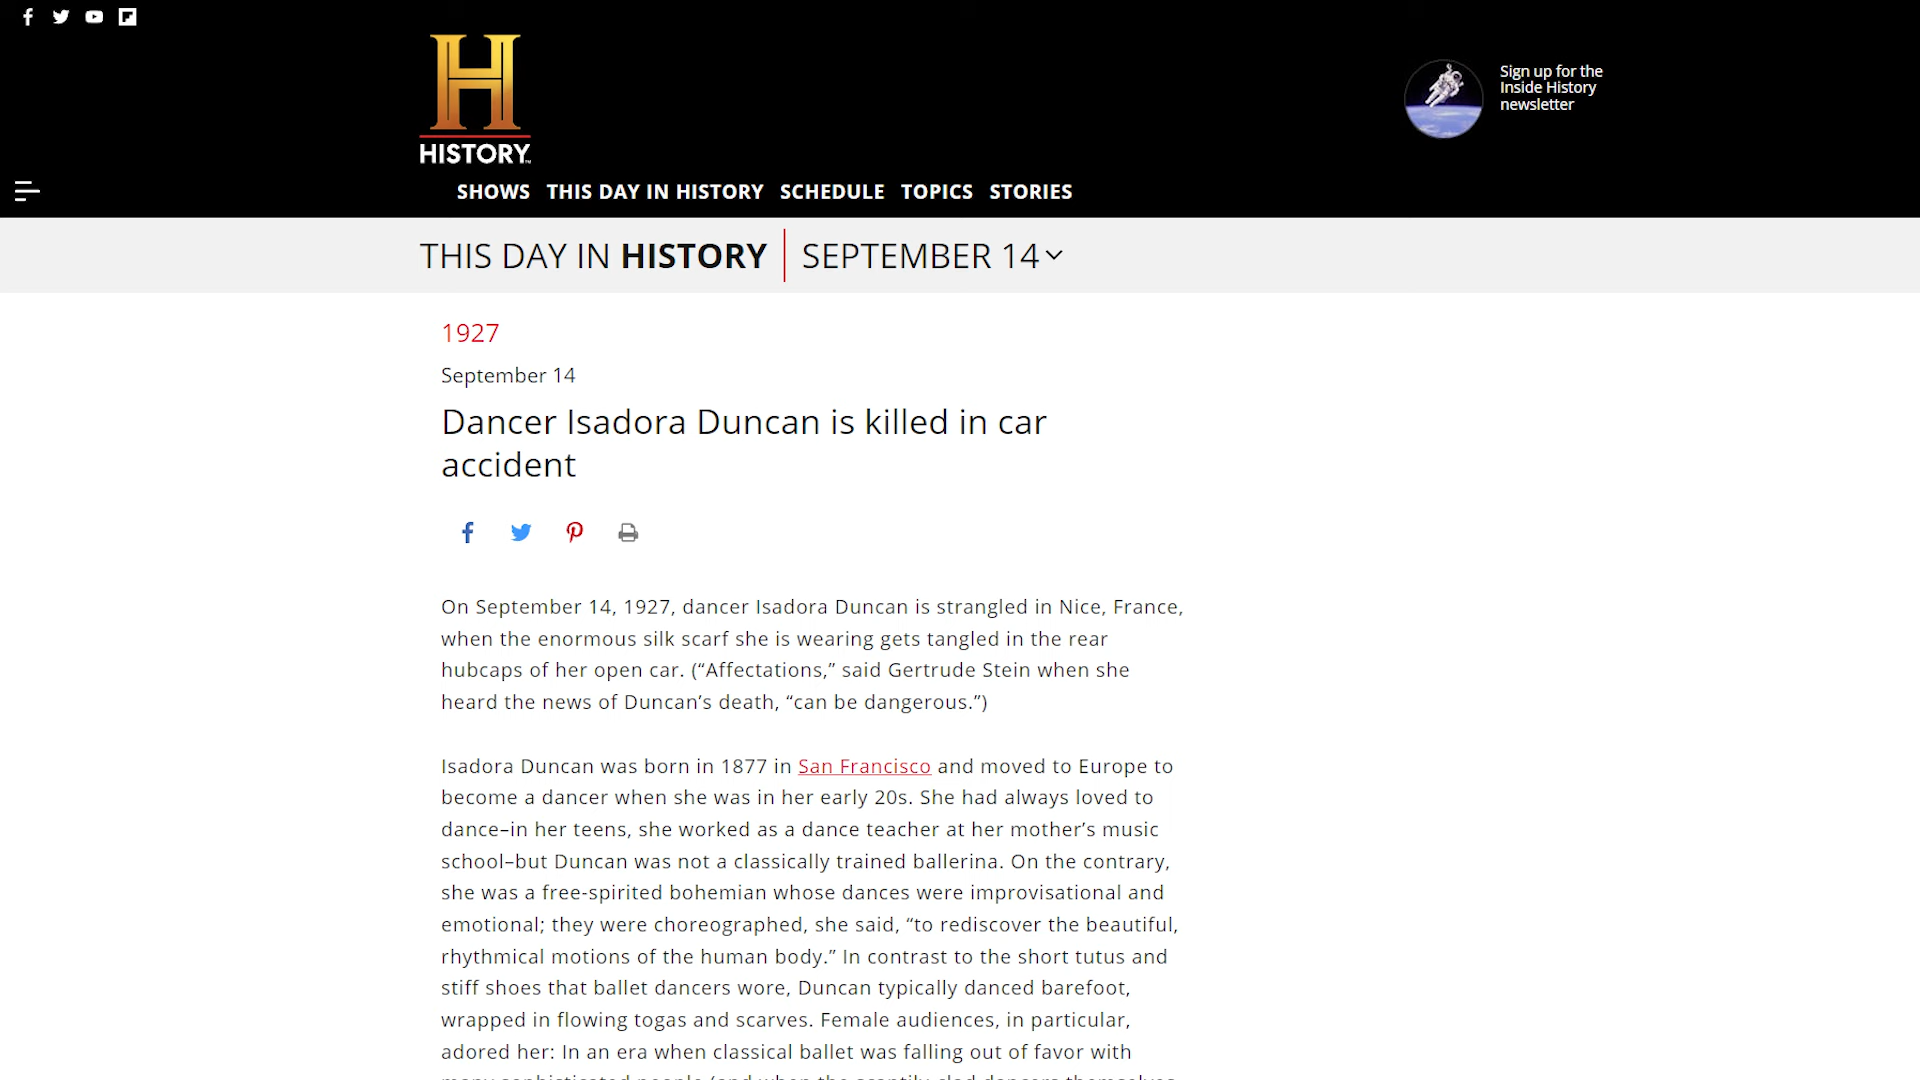 H
HISTORY
Sign up for the
Inside History
newsletter
SHOWS THIS DAY IN HISTORY SCHEDULE TOPICS STORIES
THIS DAY IN HISTORY | SEPTEMBER 14
1927
September 14
Dancer Isadora Duncan is killed in car
accident
On September 14, 1927, dancer Isadora Duncan is strangled in Nice, France,
when the enormous silk scarf she is wearing gets tangled in the rear
hubcaps of her open car. (“Affectations,” said Gertrude Stein when she
heard the news of Duncan’s death, “can be dangerous.”)
Isadora Duncan was born in 1877 in San Francisco and moved to Europe to
become a dancer when she was in her early 20s. She had always loved to
dance–in her teens, she worked as a dance teacher at her mother’s music
school–but Duncan was not a classically trained ballerina. On the contrary,
she was a free-spirited bohemian whose dances were improvisational and
emotional; they were choreographed, she said, “to rediscover the beautiful,
rhythmical motions of the human body.” In contrast to the short tutus and
stiff shoes that ballet dancers wore, Duncan typically danced barefoot,
wrapped in flowing togas and scarves. Female audiences, in particular,
adored her: In an era when classical ballet was falling out of favor with